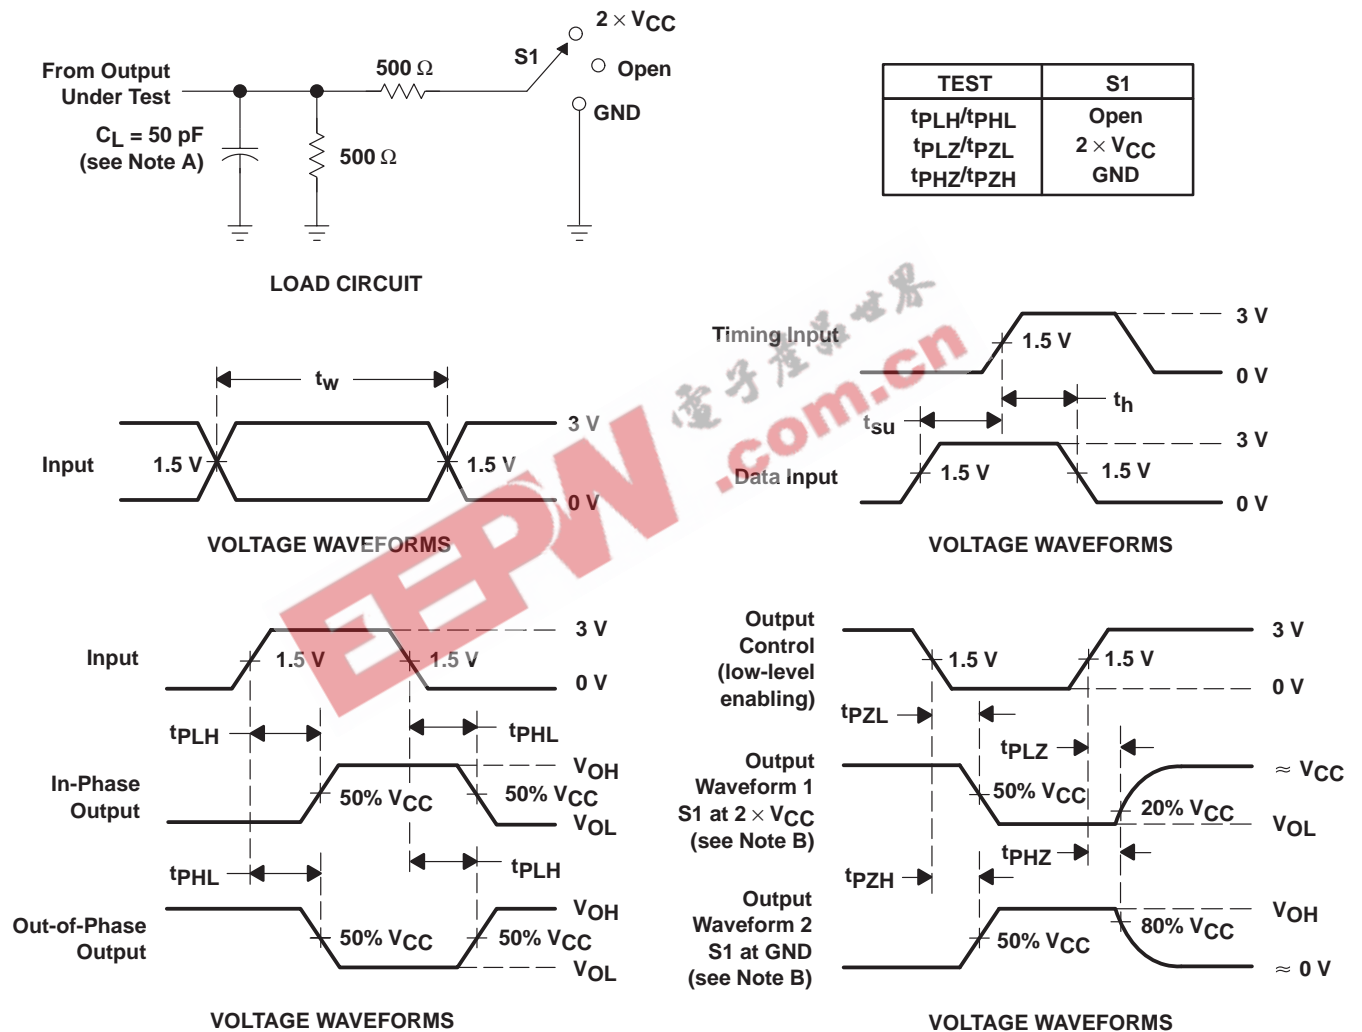 2 × VCC
S1
500 Ω
Open
From Output
Under Test
GND
CL = 50 pF
(see Note A)
500 Ω
LOAD CIRCUIT
TEST S1
tPLH/tPHL Open
tPLZ/tPZL 2 × VCC
tPHZ/tPZH GND
tw
3 V
Input
1.5 V
1.5 V
0 V
VOLTAGE WAVEFORMS
Timing Input
1.5 V
3 V
0 V
th
tsu
3 V
Data Input
1.5 V
1.5 V
0 V
VOLTAGE WAVEFORMS
電子產品世界
.com.cn
EEPW
Input
1.5 V
1.5 V
3 V
0 V
tPLH
tPHL
In-Phase
Output
50% VCC
50% VCC
VOH
VOL
tPHL
tPLH
Out-of-Phase
Output
50% VCC
50% VCC
VOH
VOL
VOLTAGE WAVEFORMS
Output
Control
(low-level
enabling)
1.5 V
1.5 V
3 V
0 V
tPZL
tPLZ
Output
Waveform 1
S1 at 2 × VCC
(see Note B)
50% VCC
20% VCC
≈ VCC
VOL
tPHZ
tPZH
Output
Waveform 2
S1 at GND
(see Note B)
50% VCC
80% VCC
VOH
≈ 0 V
VOLTAGE WAVEFORMS